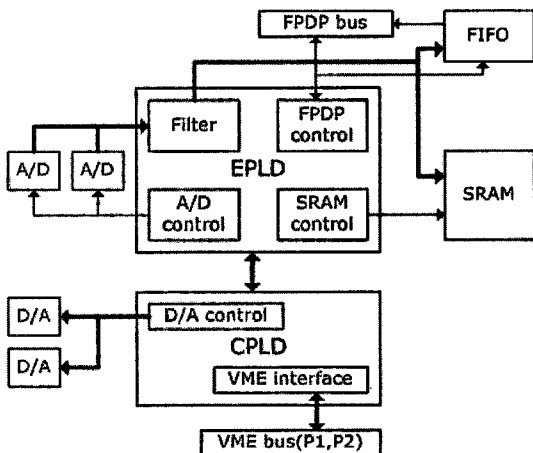 FPDP bus
FIFO
Filter
FPDP
control
EPLD
A/D
A/D
A/D
control
SRAM
control
SRAM
D/A
D/A control
CPLD
D/A
VME interface
VME bus(P1,P2)